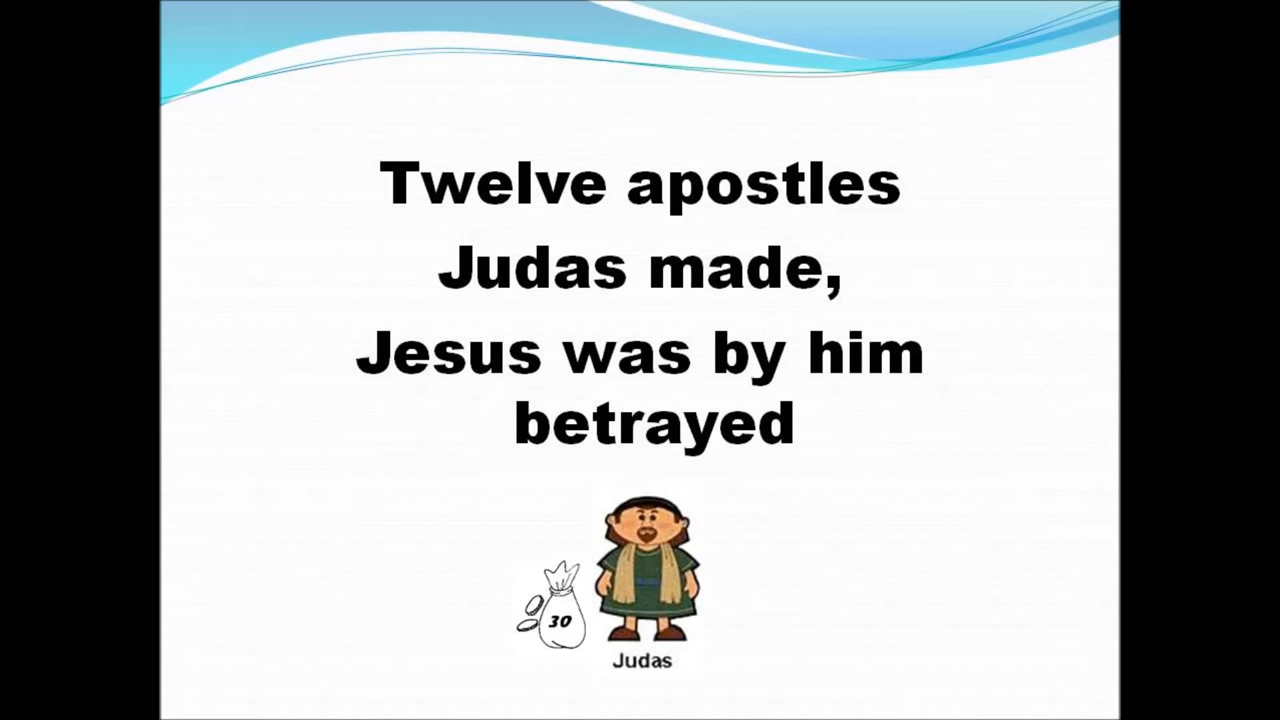 Twelve apostles
Judas made,
Jesus was by him
betrayed
30
Judas